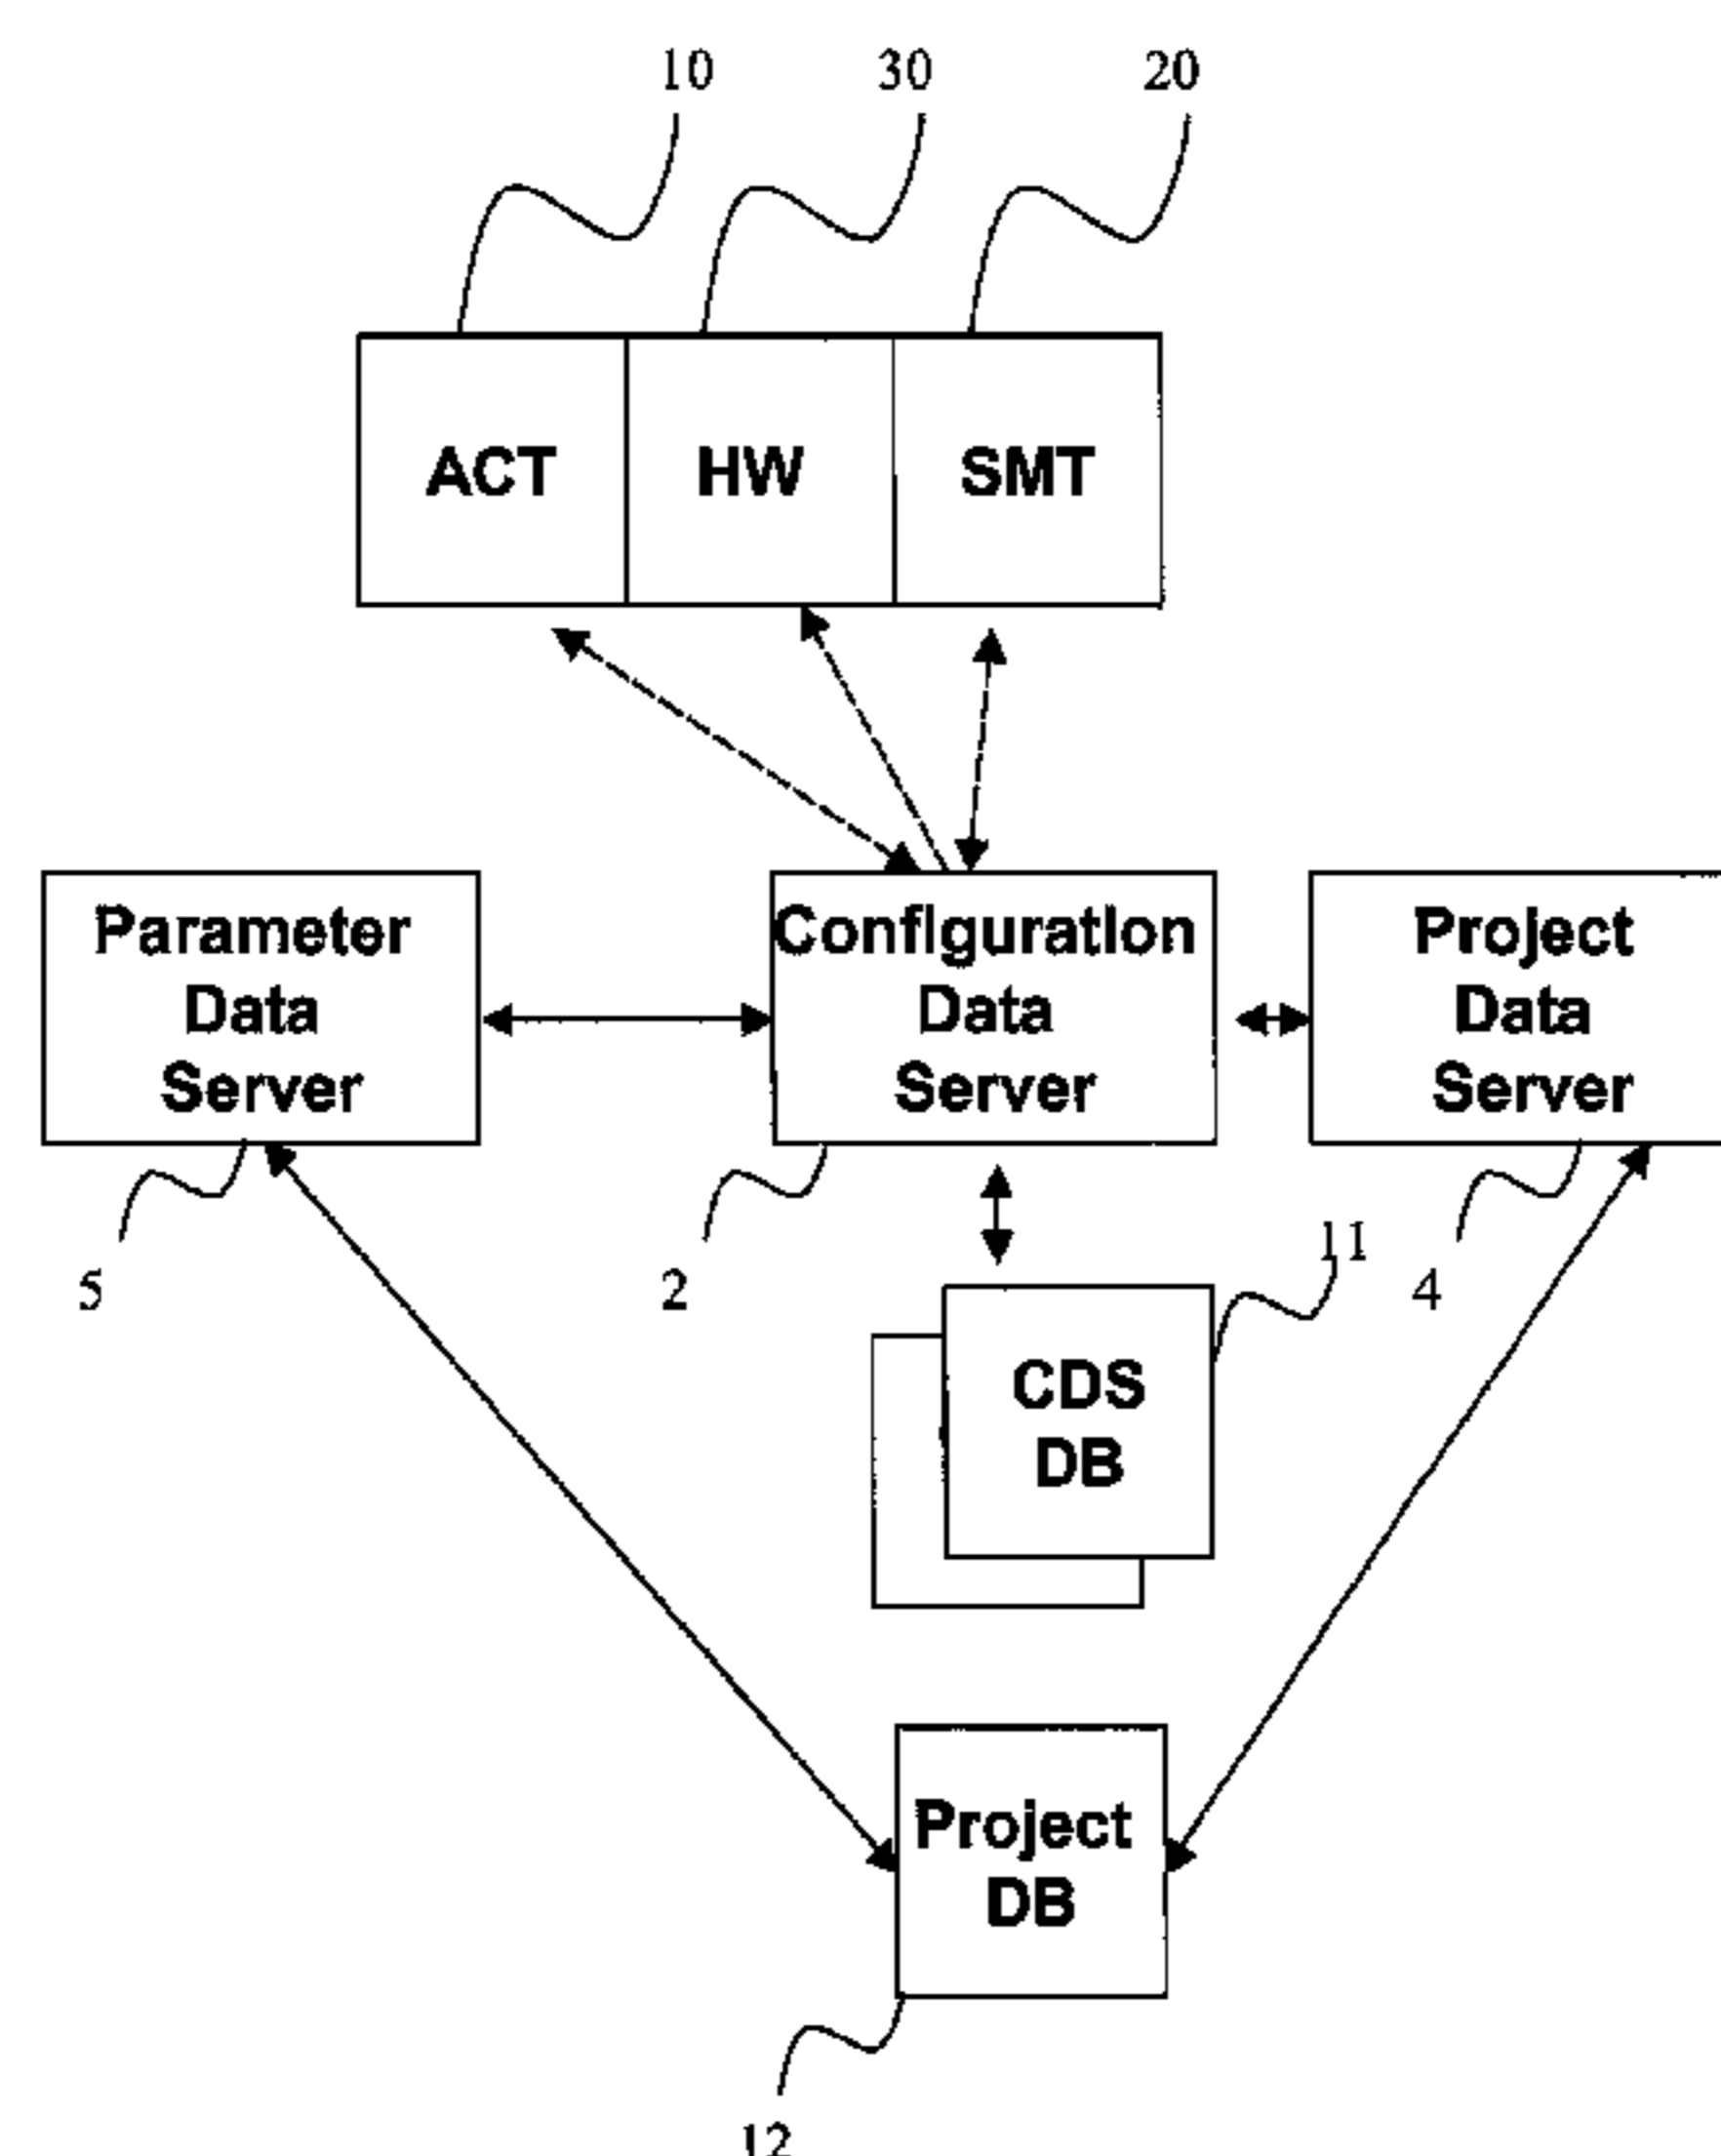 10 30 20
ACT HW SMT
Parameter
Data
Server
Configuration
Data
Server
Project
Data
Server
5
2
11
4
CDS
DB
Project
DB
12